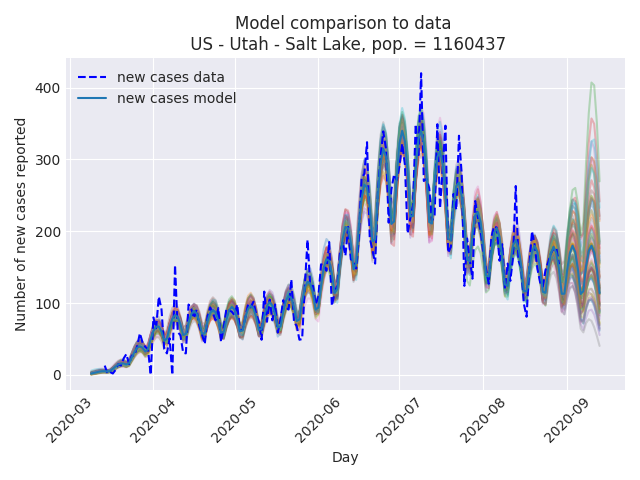 Model comparison to data
US - Utah - Salt Lake, pop. = 1160437
new cases data
new cases model
Number of new cases reported
400
300
200
100
0
2020-03
2020-04
2020-05
2020-06
2020-07
2020-08
2020-09
Day